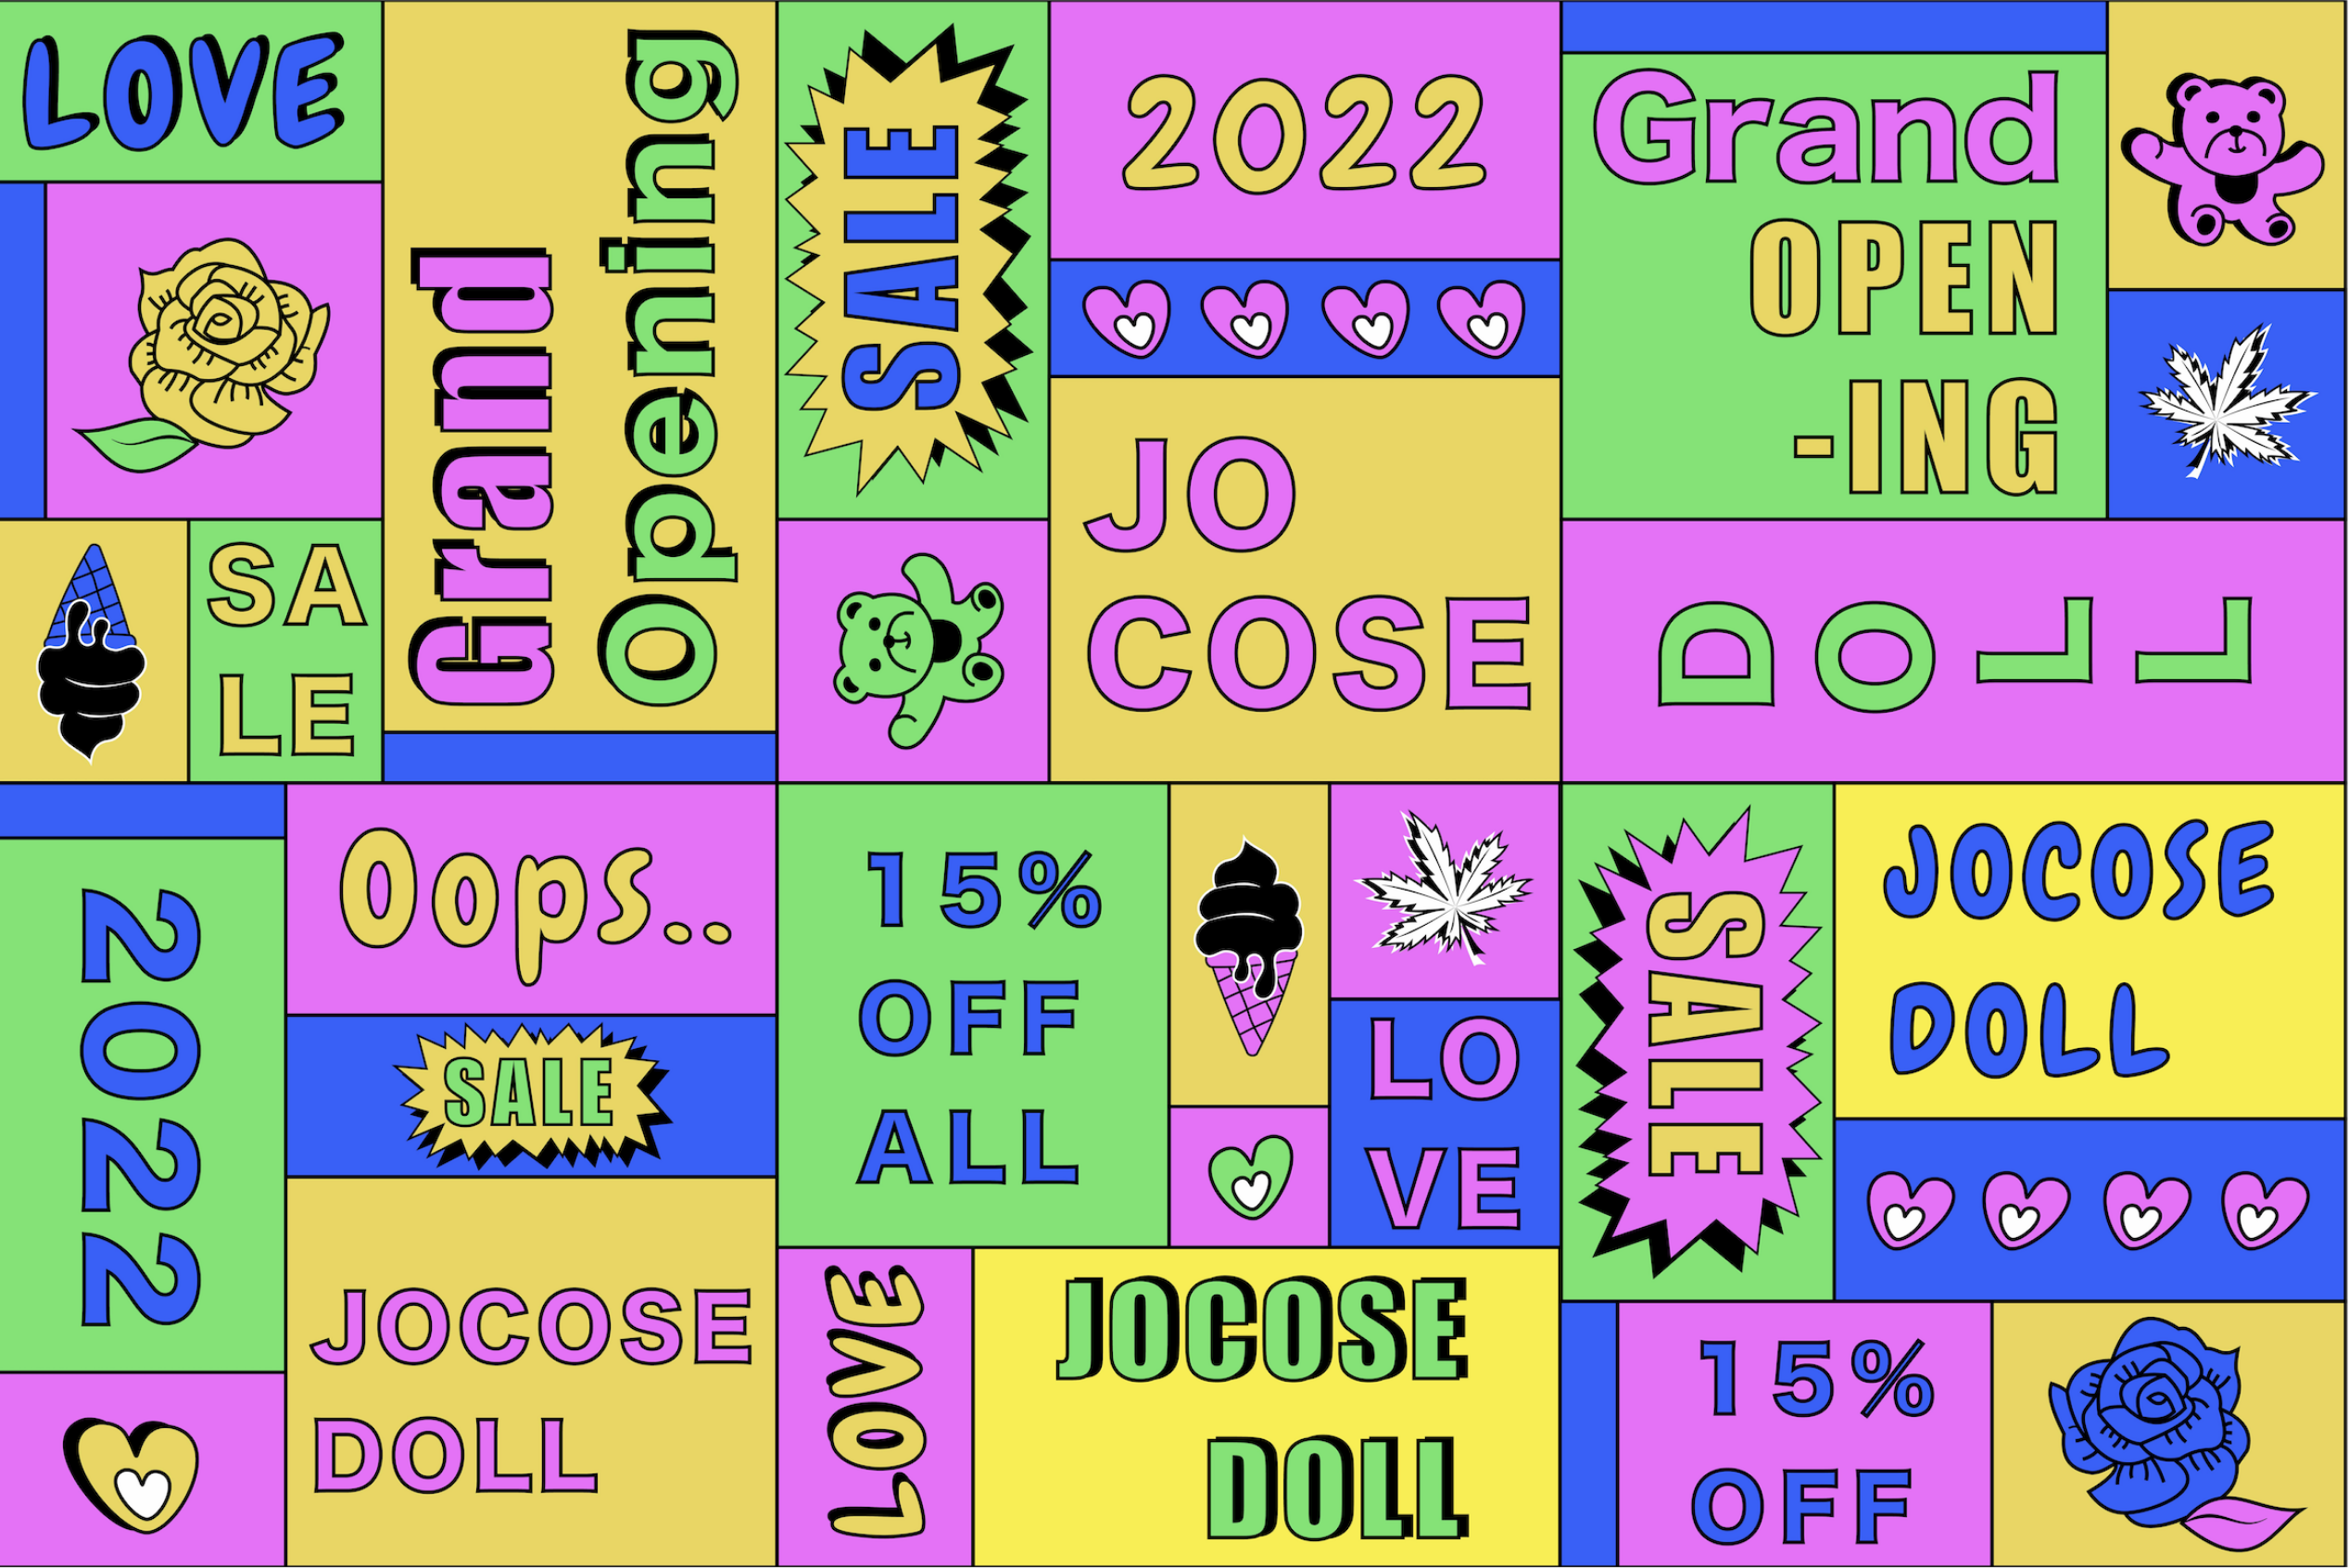 LOVE
Grand
Opening
SALE
2022
Grand
OPEN
-ING
JO
COSE
SA
LE
DOLL
2022
Oops..
SALE
JOCOSE
DOLL
15%
OFF
ALL
LO
VE
SALE
JOCOSE
DOLL
LOVE
JOCOSE
DOLL
15%
OFF